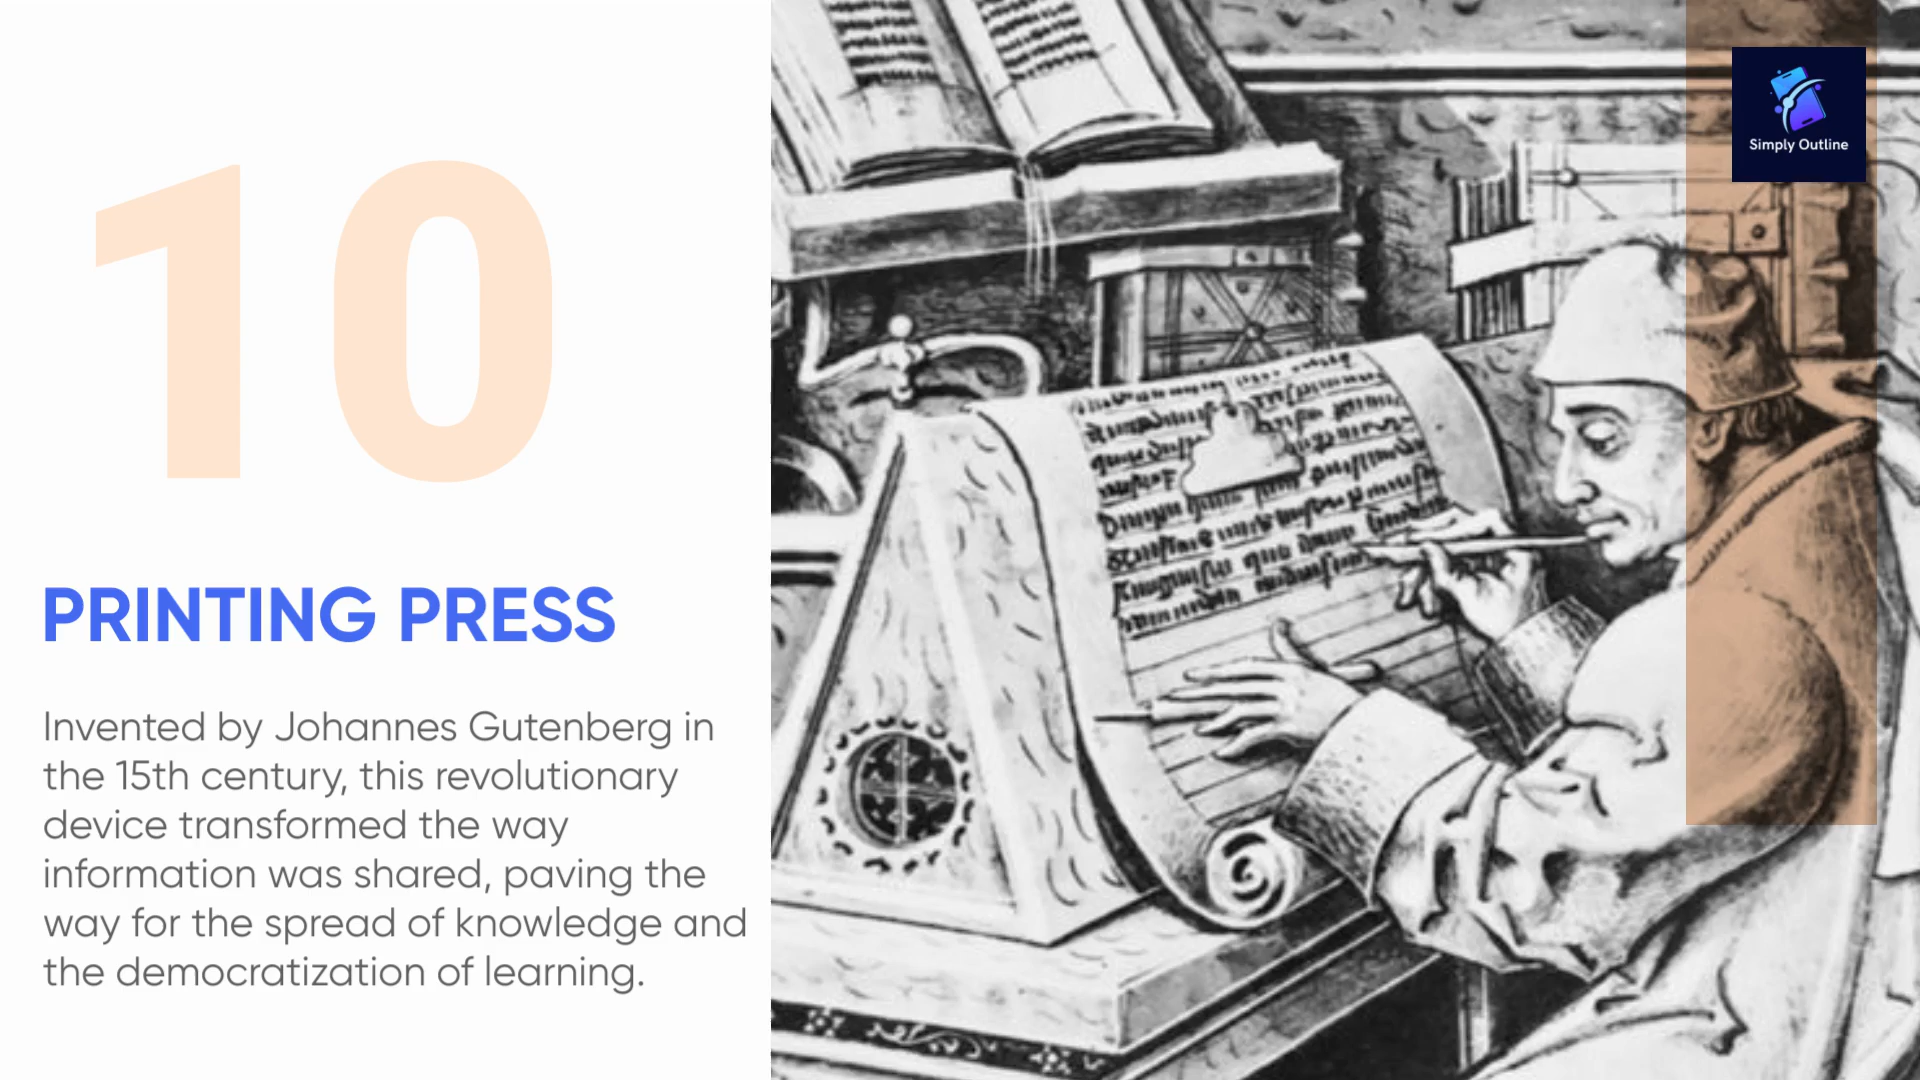 10
PRINTING PRESS
Invented by Johannes Gutenberg in
the 15th century, this revolutionary
device transformed the way
information was shared, paving the
way for the spread of knowledge and
the democratization of learning.
Simply Outline